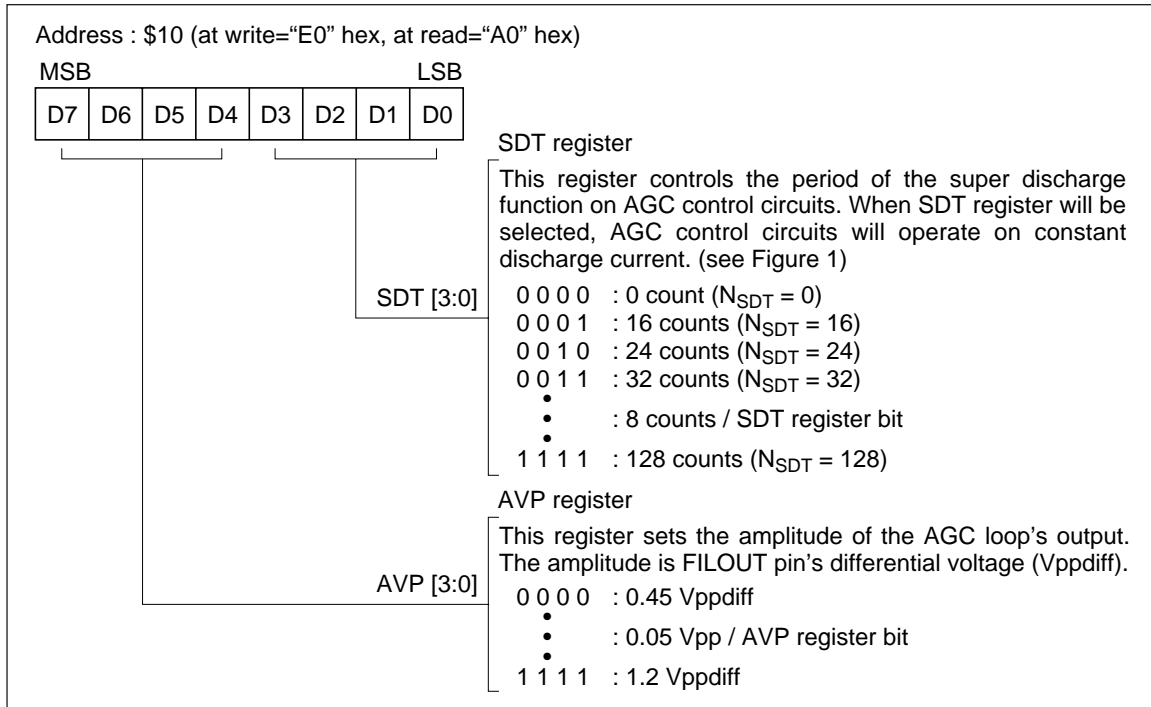 Address : $10 (at write=“E0” hex, at read=“A0” hex)
MSB LSB
D7 D6 D5 D4 D3 D2 D1 D0
SDT register
This register controls the period of the super discharge
function on AGC control circuits. When SDT register will be
selected, AGC control circuits will operate on constant
discharge current. (see Figure 1)
SDT [3:0]
0 0 0 0 : 0 count (NSDT = 0)
0 0 0 1 : 16 counts (NSDT = 16)
0 0 1 0 : 24 counts (NSDT = 24)
0 0 1 1 : 32 counts (NSDT = 32)
: 8 counts / SDT register bit
1 1 1 1 : 128 counts (NSDT = 128)
AVP register
This register sets the amplitude of the AGC loop’s output.
The amplitude is FILOUT pin’s differential voltage (Vppdiff).
AVP [3:0]
0 0 0 0 : 0.45 Vppdiff
: 0.05 Vpp / AVP register bit
1 1 1 1 : 1.2 Vppdiff